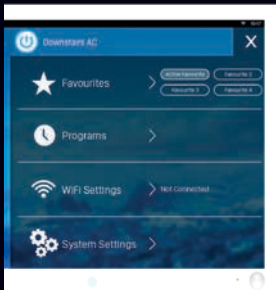 Downstairs AC
X
Favourites
Active Favourite
Favourite 2
Favourite 3
Favourite 4
Programs
WiFi Settings
Not Connected
System Settings